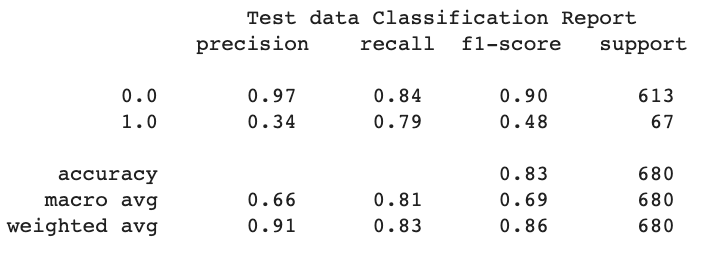 Test data Classification Report
precision recall f1-score support
0.0 0.97 0.84 0.90 613
1.0 0.34 0.79 0.48 67
accuracy 0.83 680
macro avg 0.66 0.81 0.69 680
weighted avg 0.91 0.83 0.86 680